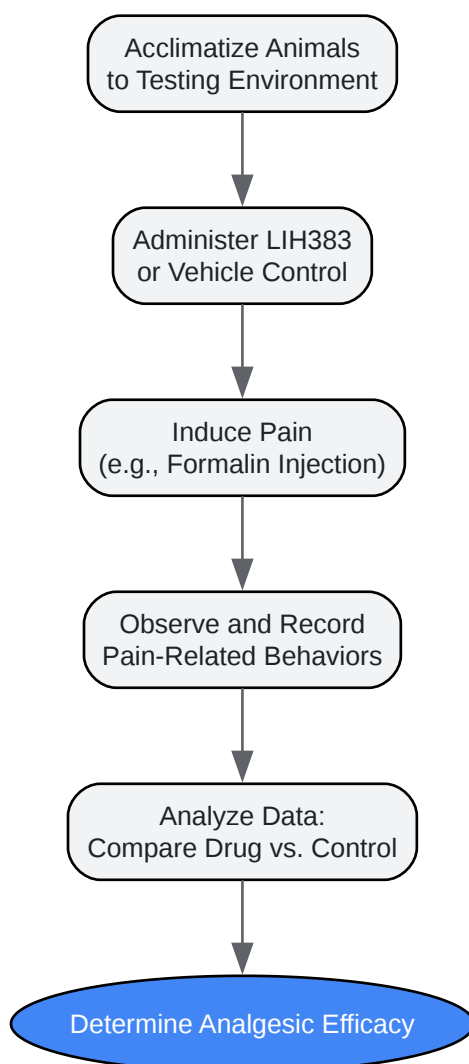 Acclimatize Animals
to Testing Environment
Administer LIH383
or Vehicle Control
Induce Pain
(e.g., Formalin Injection)
Observe and Record
Pain-Related Behaviors
Analyze Data:
Compare Drug vs. Control
Determine Analgesic Efficacy